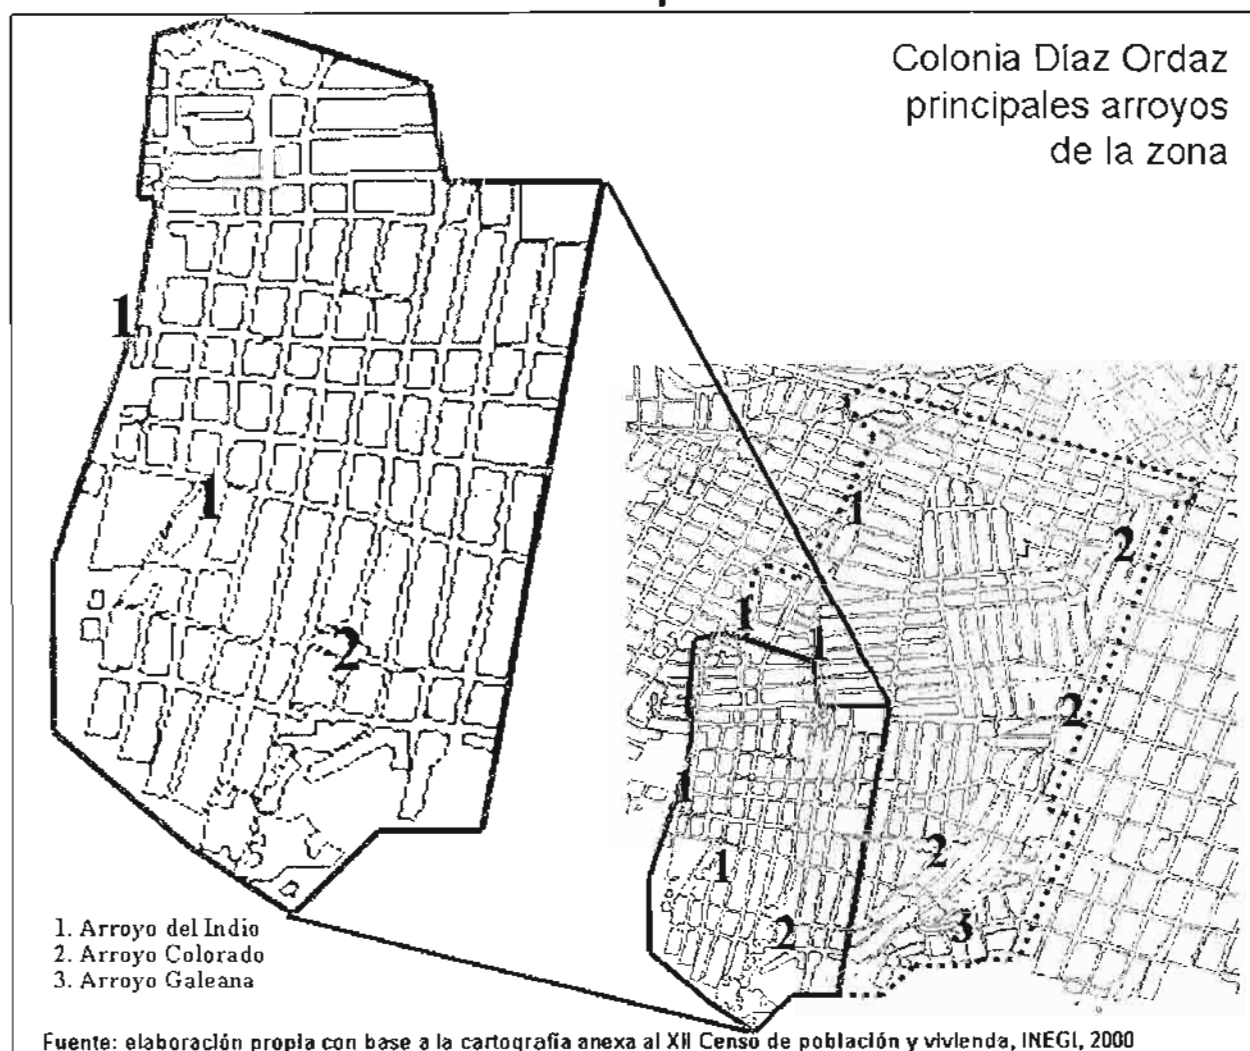 Colonia Díaz Ordaz
principales arroyos
de la zona
1
1
2
1
2
1
1
2
1
2
1
2
3
1. Arroyo del Indio
2. Arroyo Colorado
3. Arroyo Galeana
Fuente: elaboración propia con base a la cartografía anexa al XII Censo de población y vivienda, INEGI, 2000